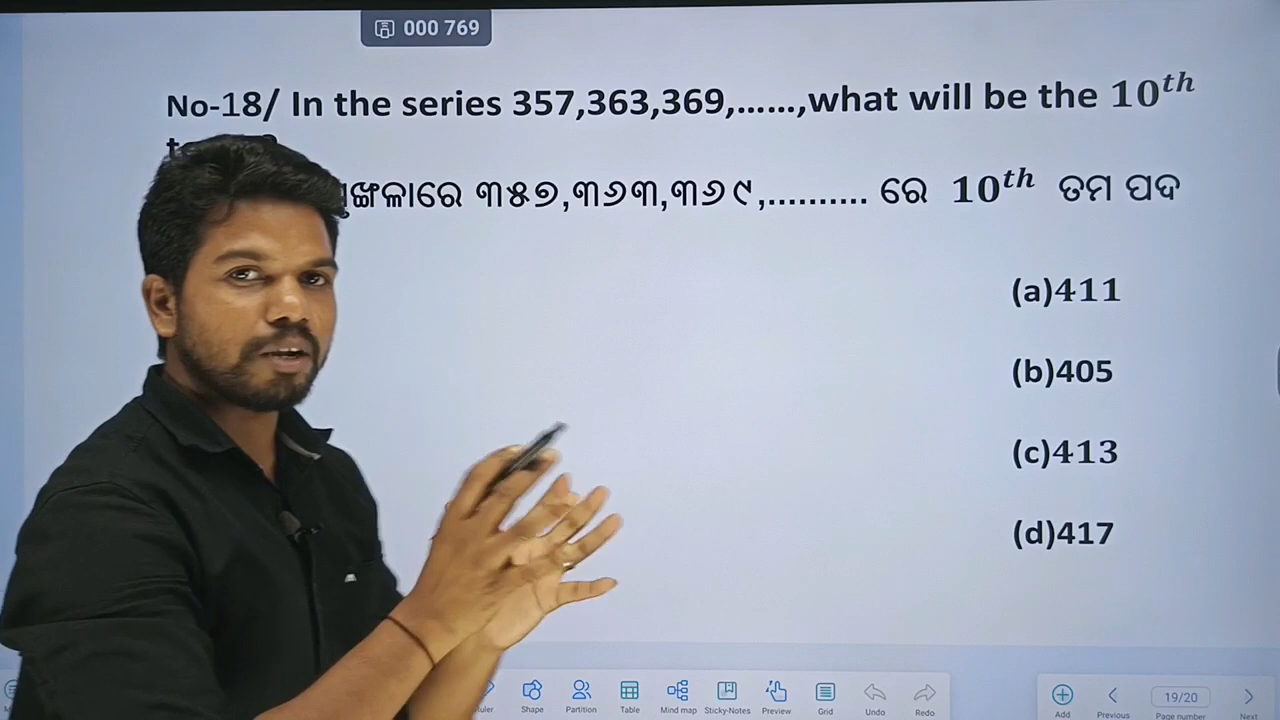 000 769
No-18/ In the series 357,363,369,……,what will be the 10th
ଶୃଙ୍ଖଳାରେ ୩୫୭,୩୬୩,୩୬୯,.......... ରେ 10th ତମ ପଦ
(a)411
(b)405
(c)413
(d)417
Shape Partition Table Mind map Sticky-Notes Preview Grid Undo Redo Add Previous 19/20 Page number Next